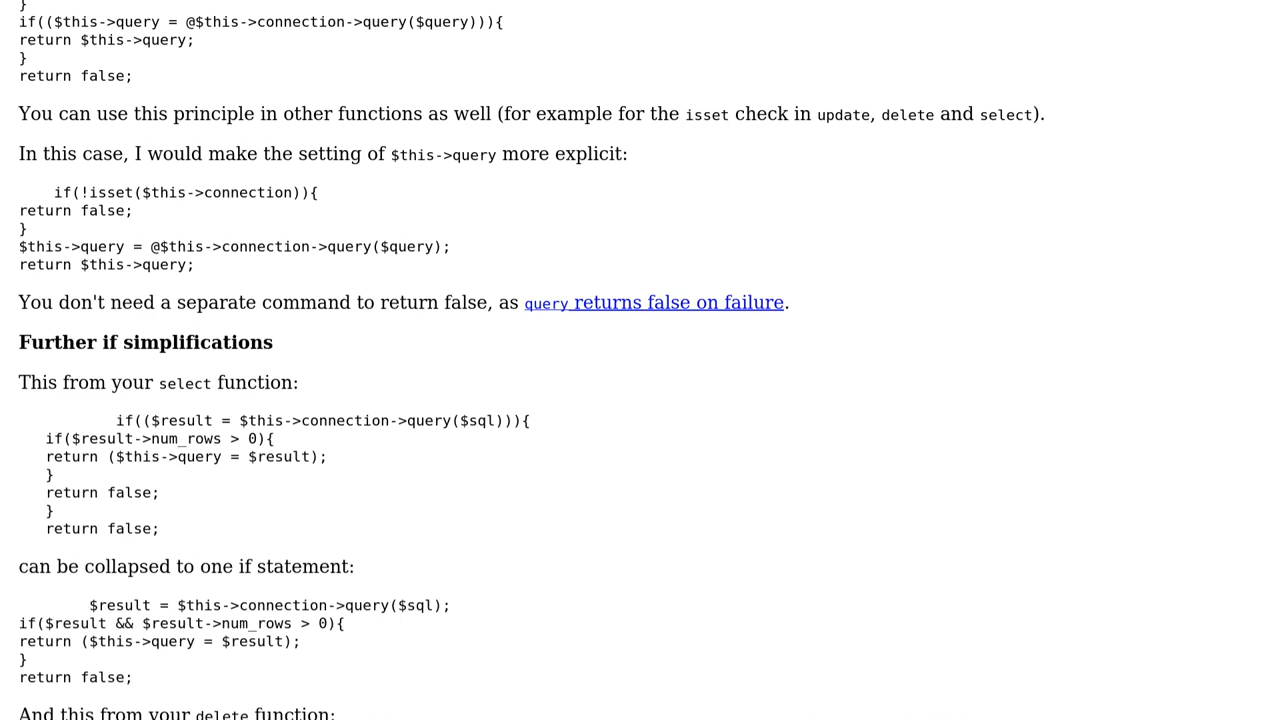 }
if(($this->query = @$this->connection->query($query))){
return $this->query;
}
return false;
You can use this principle in other functions as well (for example for the isset check in update, delete and select).
In this case, I would make the setting of $this->query more explicit:
if(!isset($this->connection)){
return false;
}
$this->query = @$this->connection->query($query);
return $this->query;
You don't need a separate command to return false, as query returns false on failure.
Further if simplifications
This from your select function:
if(($result = $this->connection->query($sql))){
if($result->num_rows > 0){
return ($this->query = $result);
}
return false;
}
return false;
can be collapsed to one if statement:
$result = $this->connection->query($sql);
if($result && $result->num_rows > 0){
return ($this->query = $result);
}
return false;
And this from your delete function: